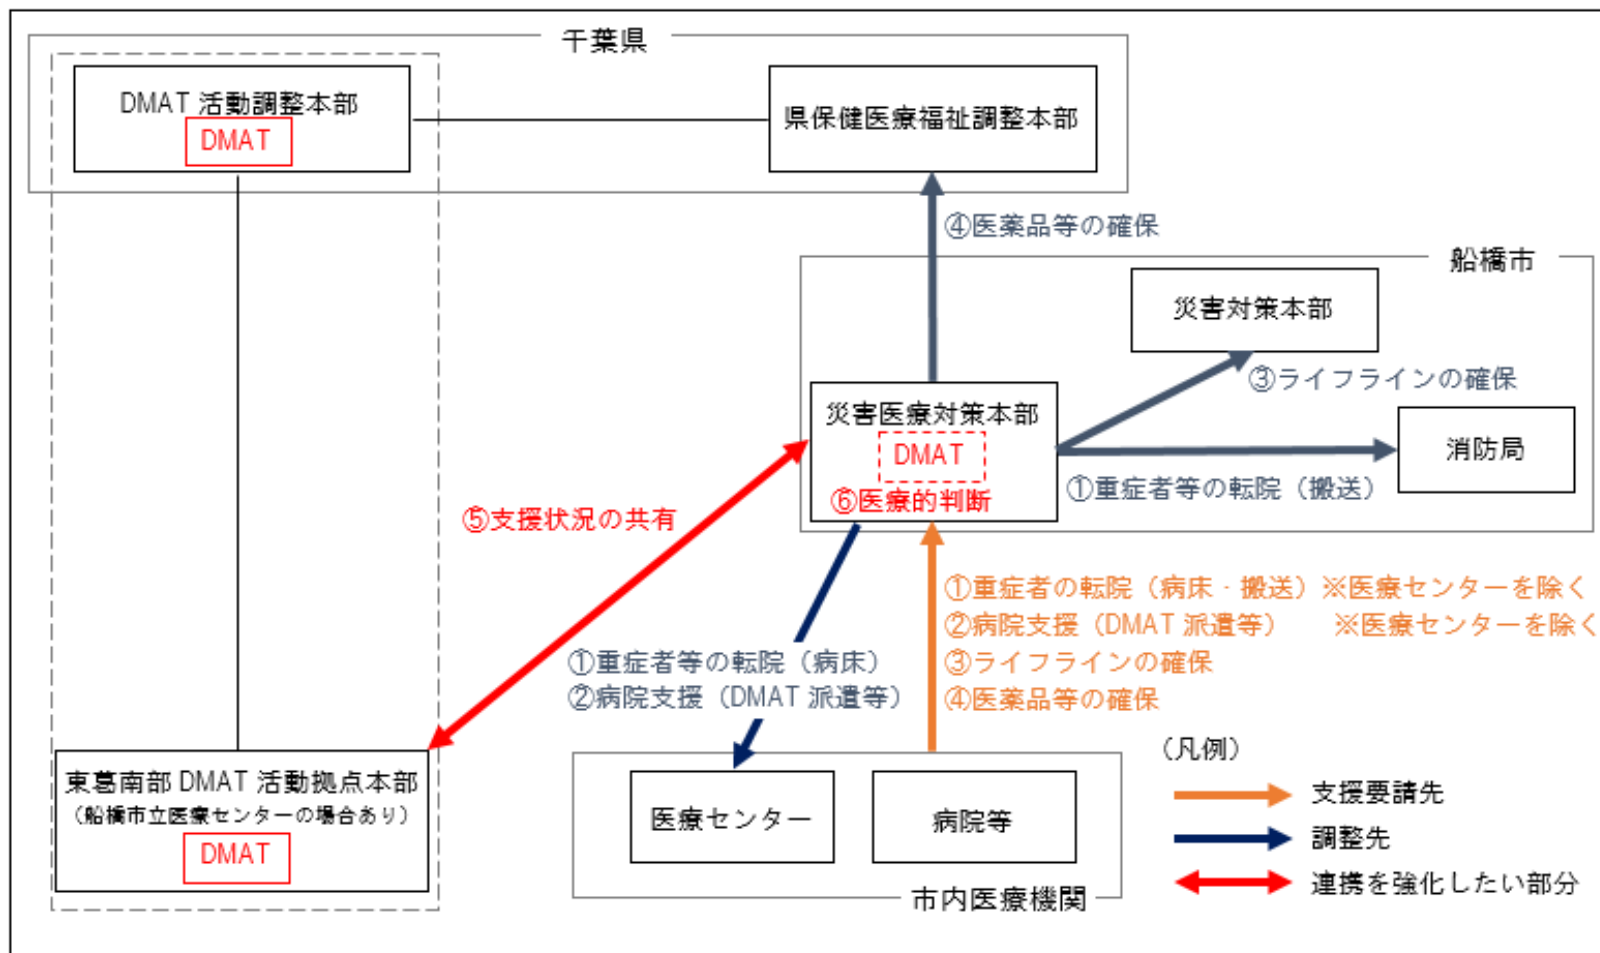 千葉県
DMAT 活動調整本部
DMAT
県保健医療福祉調整本部
④医薬品等の確保
船橋市
災害対策本部
③ライフラインの確保
災害医療対策本部
DMAT
⑥医療的判断
消防局
①重症者等の転院（搬送）
⑤支援状況の共有
①重症者の転院（病床・搬送）※医療センターを除く
②病院支援（DMAT 派遣等）　　※医療センターを除く
③ライフラインの確保
④医薬品等の確保
①重症者等の転院（病床）
②病院支援（DMAT 派遣等）
東葛南部 DMAT 活動拠点本部
（船橋市立医療センターの場合あり）
DMAT
医療センター
病院等
市内医療機関
（凡例）
支援要請先
調整先
連携を強化したい部分